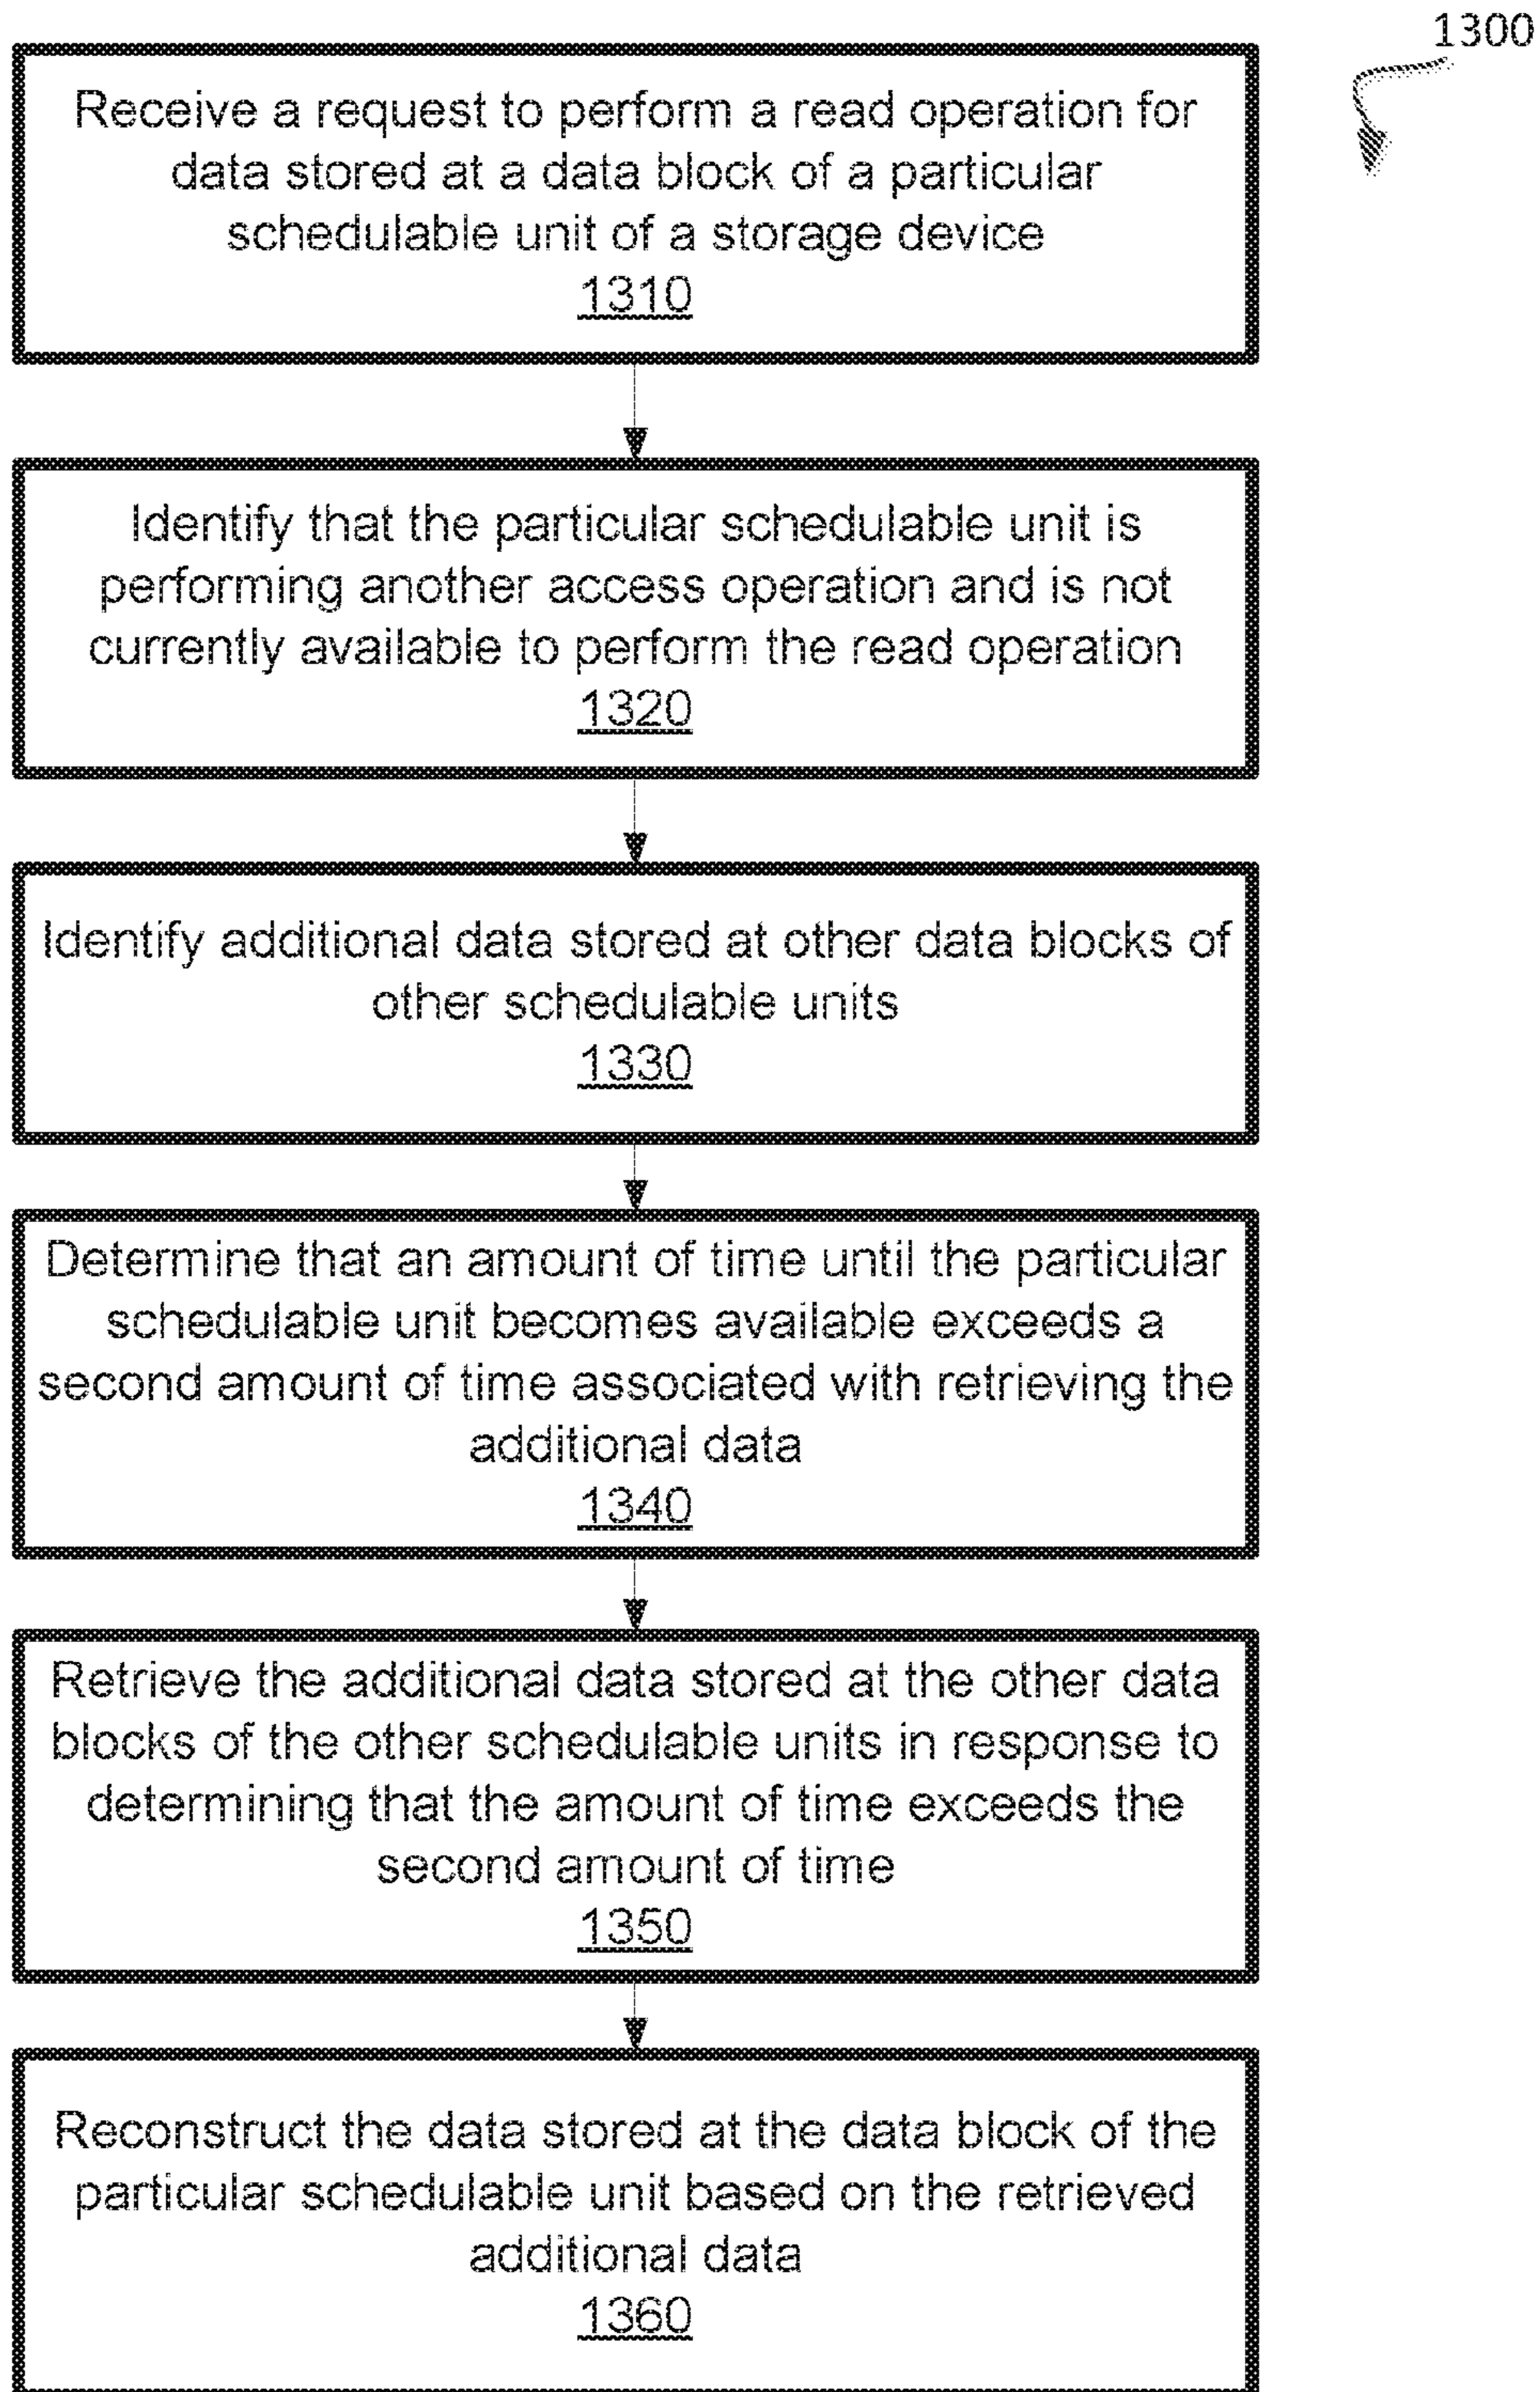 1300
Receive a request to perform a read operation for
data stored at a data block of a particular
schedulable unit of a storage device
1310
Identify that the particular schedulable unit is
performing another access operation and is not
currently available to perform the read operation
1320
Identify additional data stored at other data blocks of
other schedulable units
1330
Determine that an amount of time until the particular
schedulable unit becomes available exceeds a
second amount of time associated with retrieving the
additional data
1340
Retrieve the additional data stored at the other data
blocks of the other schedulable units in response to
determining that the amount of time exceeds the
second amount of time
1350
Reconstruct the data stored at the data block of the
particular schedulable unit based on the retrieved
additional data
1360